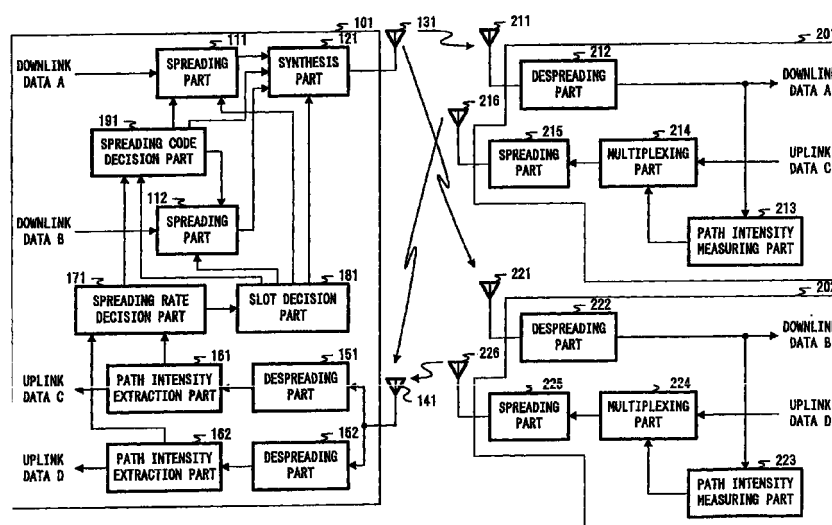 101
111
121
131
DOWNLINK
DATA A
SPREADING
PART
SYNTHESIS
PART
191
SPREADING CODE
DECISION PART
112
DOWNLINK
DATA B
SPREADING
PART
171
181
SPREADING RATE
DECISION PART
SLOT DECISION
PART
161
151
UPLINK
DATA C
PATH INTENSITY
EXTRACTION PART
DESPREADING
PART
141
162
152
UPLINK
DATA D
PATH INTENSITY
EXTRACTION PART
DESPREADING
PART
211
212
201
DESPREADING
PART
DOWNLINK
DATA A
216
215
214
SPREADING
PART
MULTIPLEXING
PART
UPLINK
DATA C
213
PATH INTENSITY
MEASURING PART
221
222
202
DESPREADING
PART
DOWNLINK
DATA B
226
225
224
SPREADING
PART
MULTIPLEXING
PART
UPLINK
DATA D
223
PATH INTENSITY
MEASURING PART